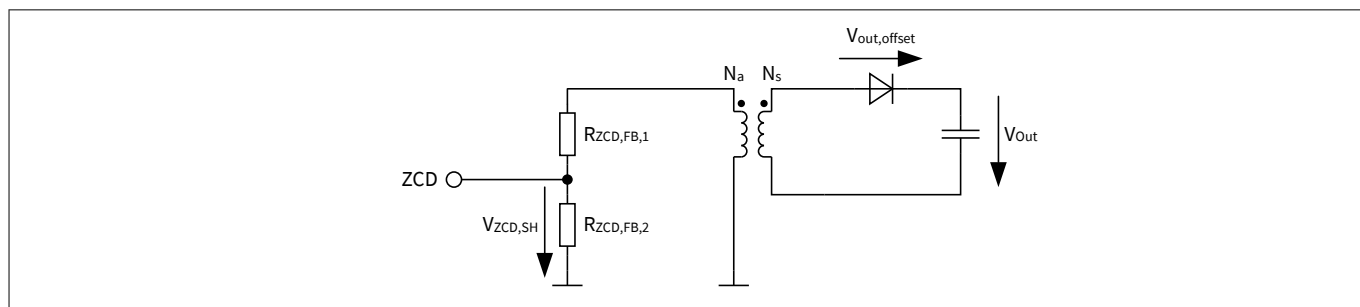 Vout,offset
Na Ns
RZCD,FB,1
VOut
ZCD
VZCD,SH
RZCD,FB,2